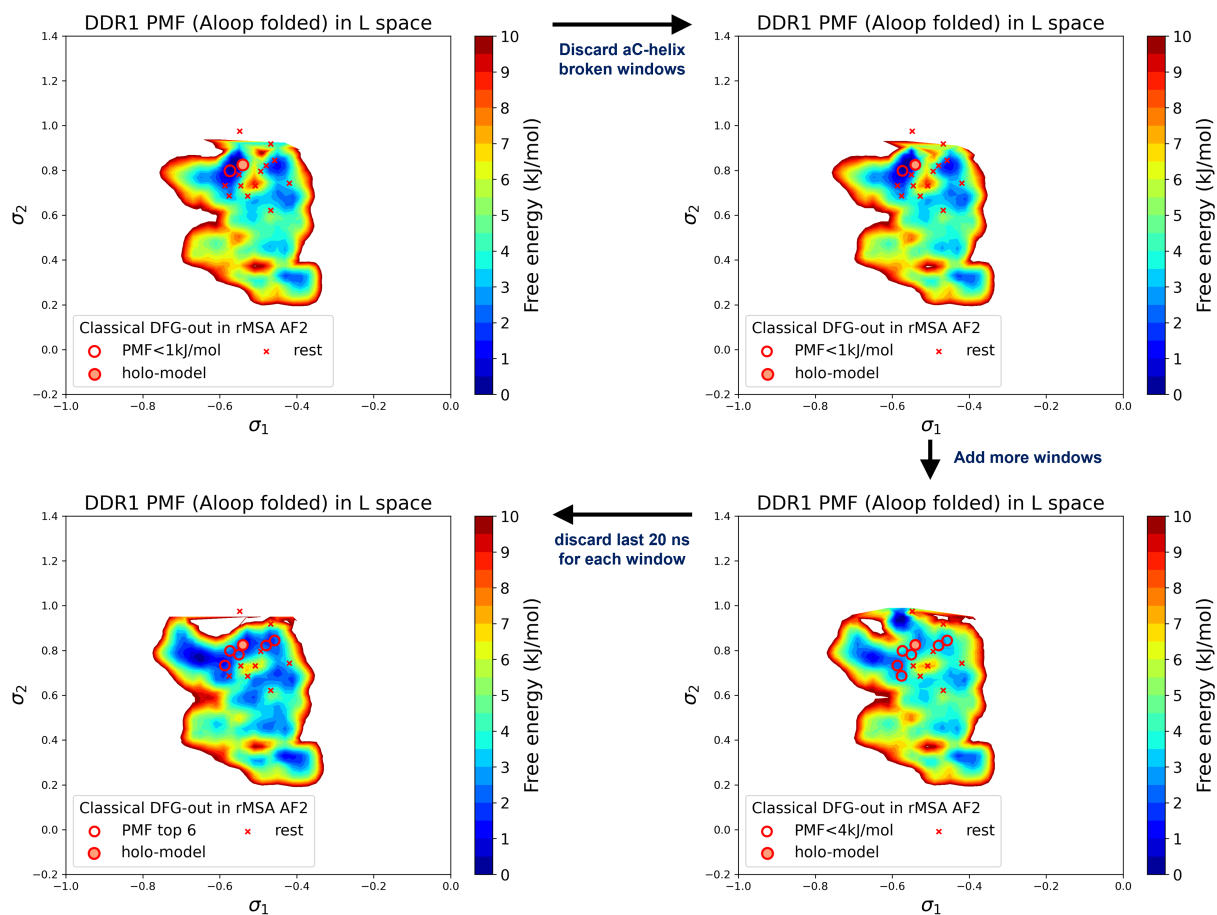 DDR1 PMF (Aloop folded) in L space
1.4
1.2
1.0
0.8
0.6
0.4
0.2
0.0
−0.2
σ2
−1.0 −0.8 −0.6 −0.4 −0.2 0.0
σ1
Classical DFG-out in rMSA AF2
PMF<1kJ/mol rest
holo-model
10
9
8
7
6
5
4
3
2
1
0
Free energy (kJ/mol)
Discard aC-helix
broken windows
DDR1 PMF (Aloop folded) in L space
1.4
1.2
1.0
0.8
0.6
0.4
0.2
0.0
−0.2
σ2
−1.0 −0.8 −0.6 −0.4 −0.2 0.0
σ1
Classical DFG-out in rMSA AF2
PMF<1kJ/mol rest
holo-model
10
9
8
7
6
5
4
3
2
1
0
Free energy (kJ/mol)
Add more windows
DDR1 PMF (Aloop folded) in L space
1.4
1.2
1.0
0.8
0.6
0.4
0.2
0.0
−0.2
σ2
−1.0 −0.8 −0.6 −0.4 −0.2 0.0
σ1
Classical DFG-out in rMSA AF2
PMF top 6 rest
holo-model
10
9
8
7
6
5
4
3
2
1
0
Free energy (kJ/mol)
discard last 20 ns
for each window
DDR1 PMF (Aloop folded) in L space
1.4
1.2
1.0
0.8
0.6
0.4
0.2
0.0
−0.2
σ2
−1.0 −0.8 −0.6 −0.4 −0.2 0.0
σ1
Classical DFG-out in rMSA AF2
PMF<4kJ/mol rest
holo-model
10
9
8
7
6
5
4
3
2
1
0
Free energy (kJ/mol)